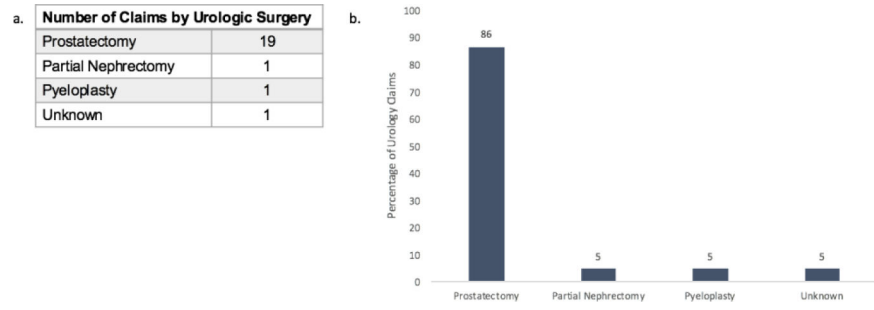 a.
Number of Claims by Urologic Surgery
Prostatectomy 19
Partial Nephrectomy 1
Pyeloplasty 1
Unknown 1
b.
Percentage of Urology Claims
100
90
80
70
60
50
40
30
20
10
0
86
5
5
5
Prostatectomy
Partial Nephrectomy
Pyeloplasty
Unknown